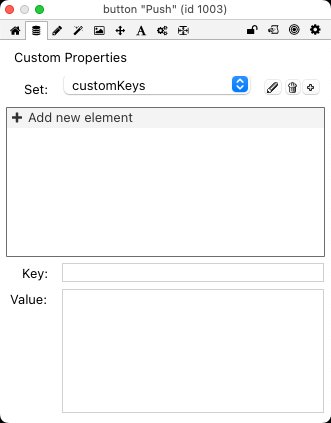 button "Push" (id 1003)
Custom Properties
Set: customKeys
Add new element
Key:
Value: